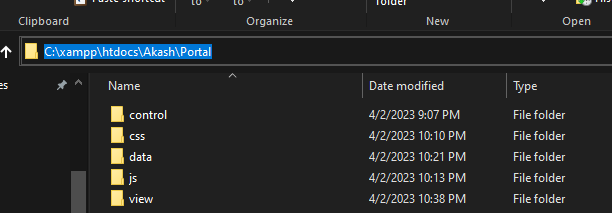 to to folder
Clipboard Organize New Open
C:\xampp\htdocs\Akash\Portal
es Name Date modified Type
control 4/2/2023 9:07 PM File folder
css 4/2/2023 10:10 PM File folder
data 4/2/2023 10:21 PM File folder
js 4/2/2023 10:13 PM File folder
view 4/2/2023 10:38 PM File folder